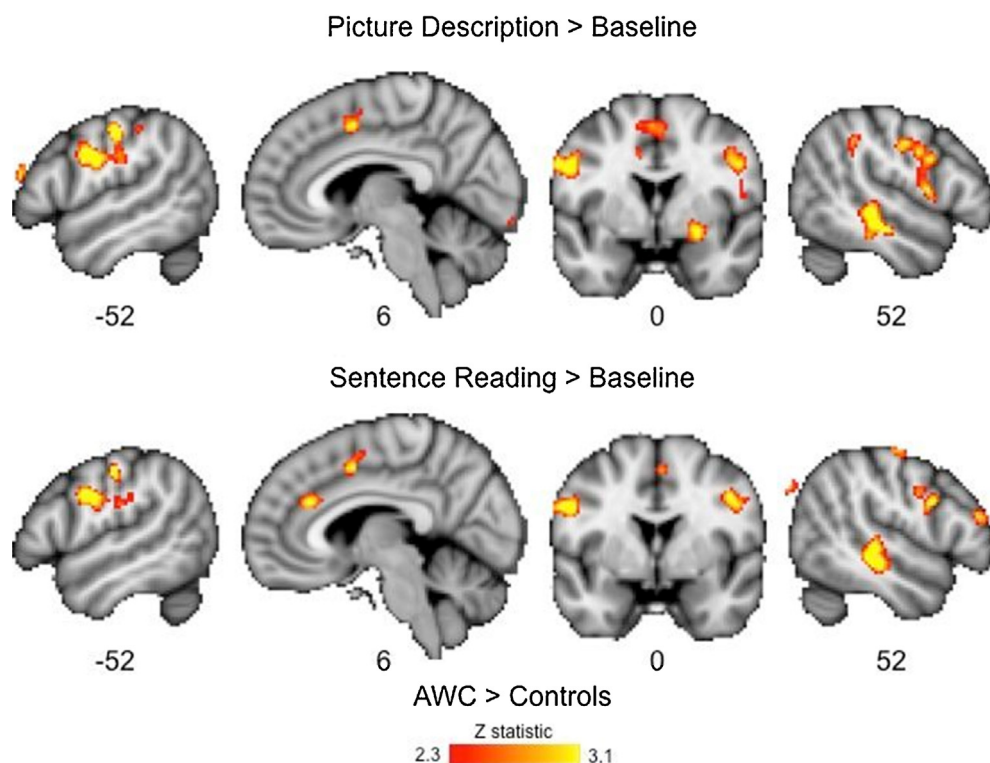 Picture Description > Baseline
-52 6 0 52
Sentence Reading > Baseline
-52 6 0 52
AWC > Controls
Z statistic
2.3 3.1